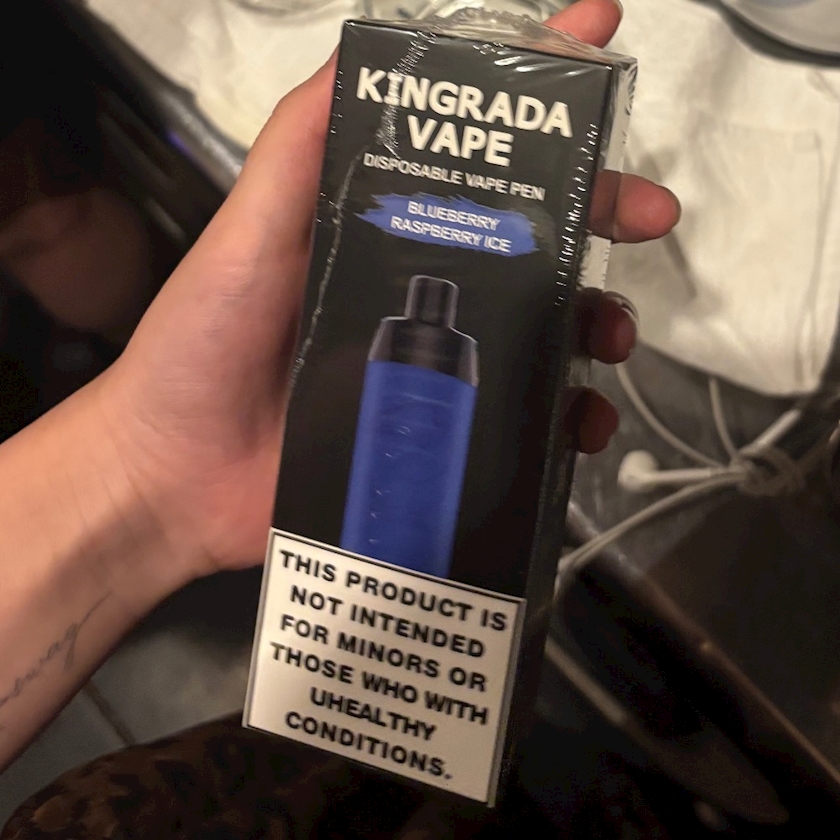 KINGRADA
VAPE
DISPOSABLE VAPE PEN
BLUEBERRY
RASPBERRY ICE
THIS PRODUCT IS
NOT INTENDED
FOR MINORS OR
THOSE WHO WITH
UHEALTHY
CONDITIONS.